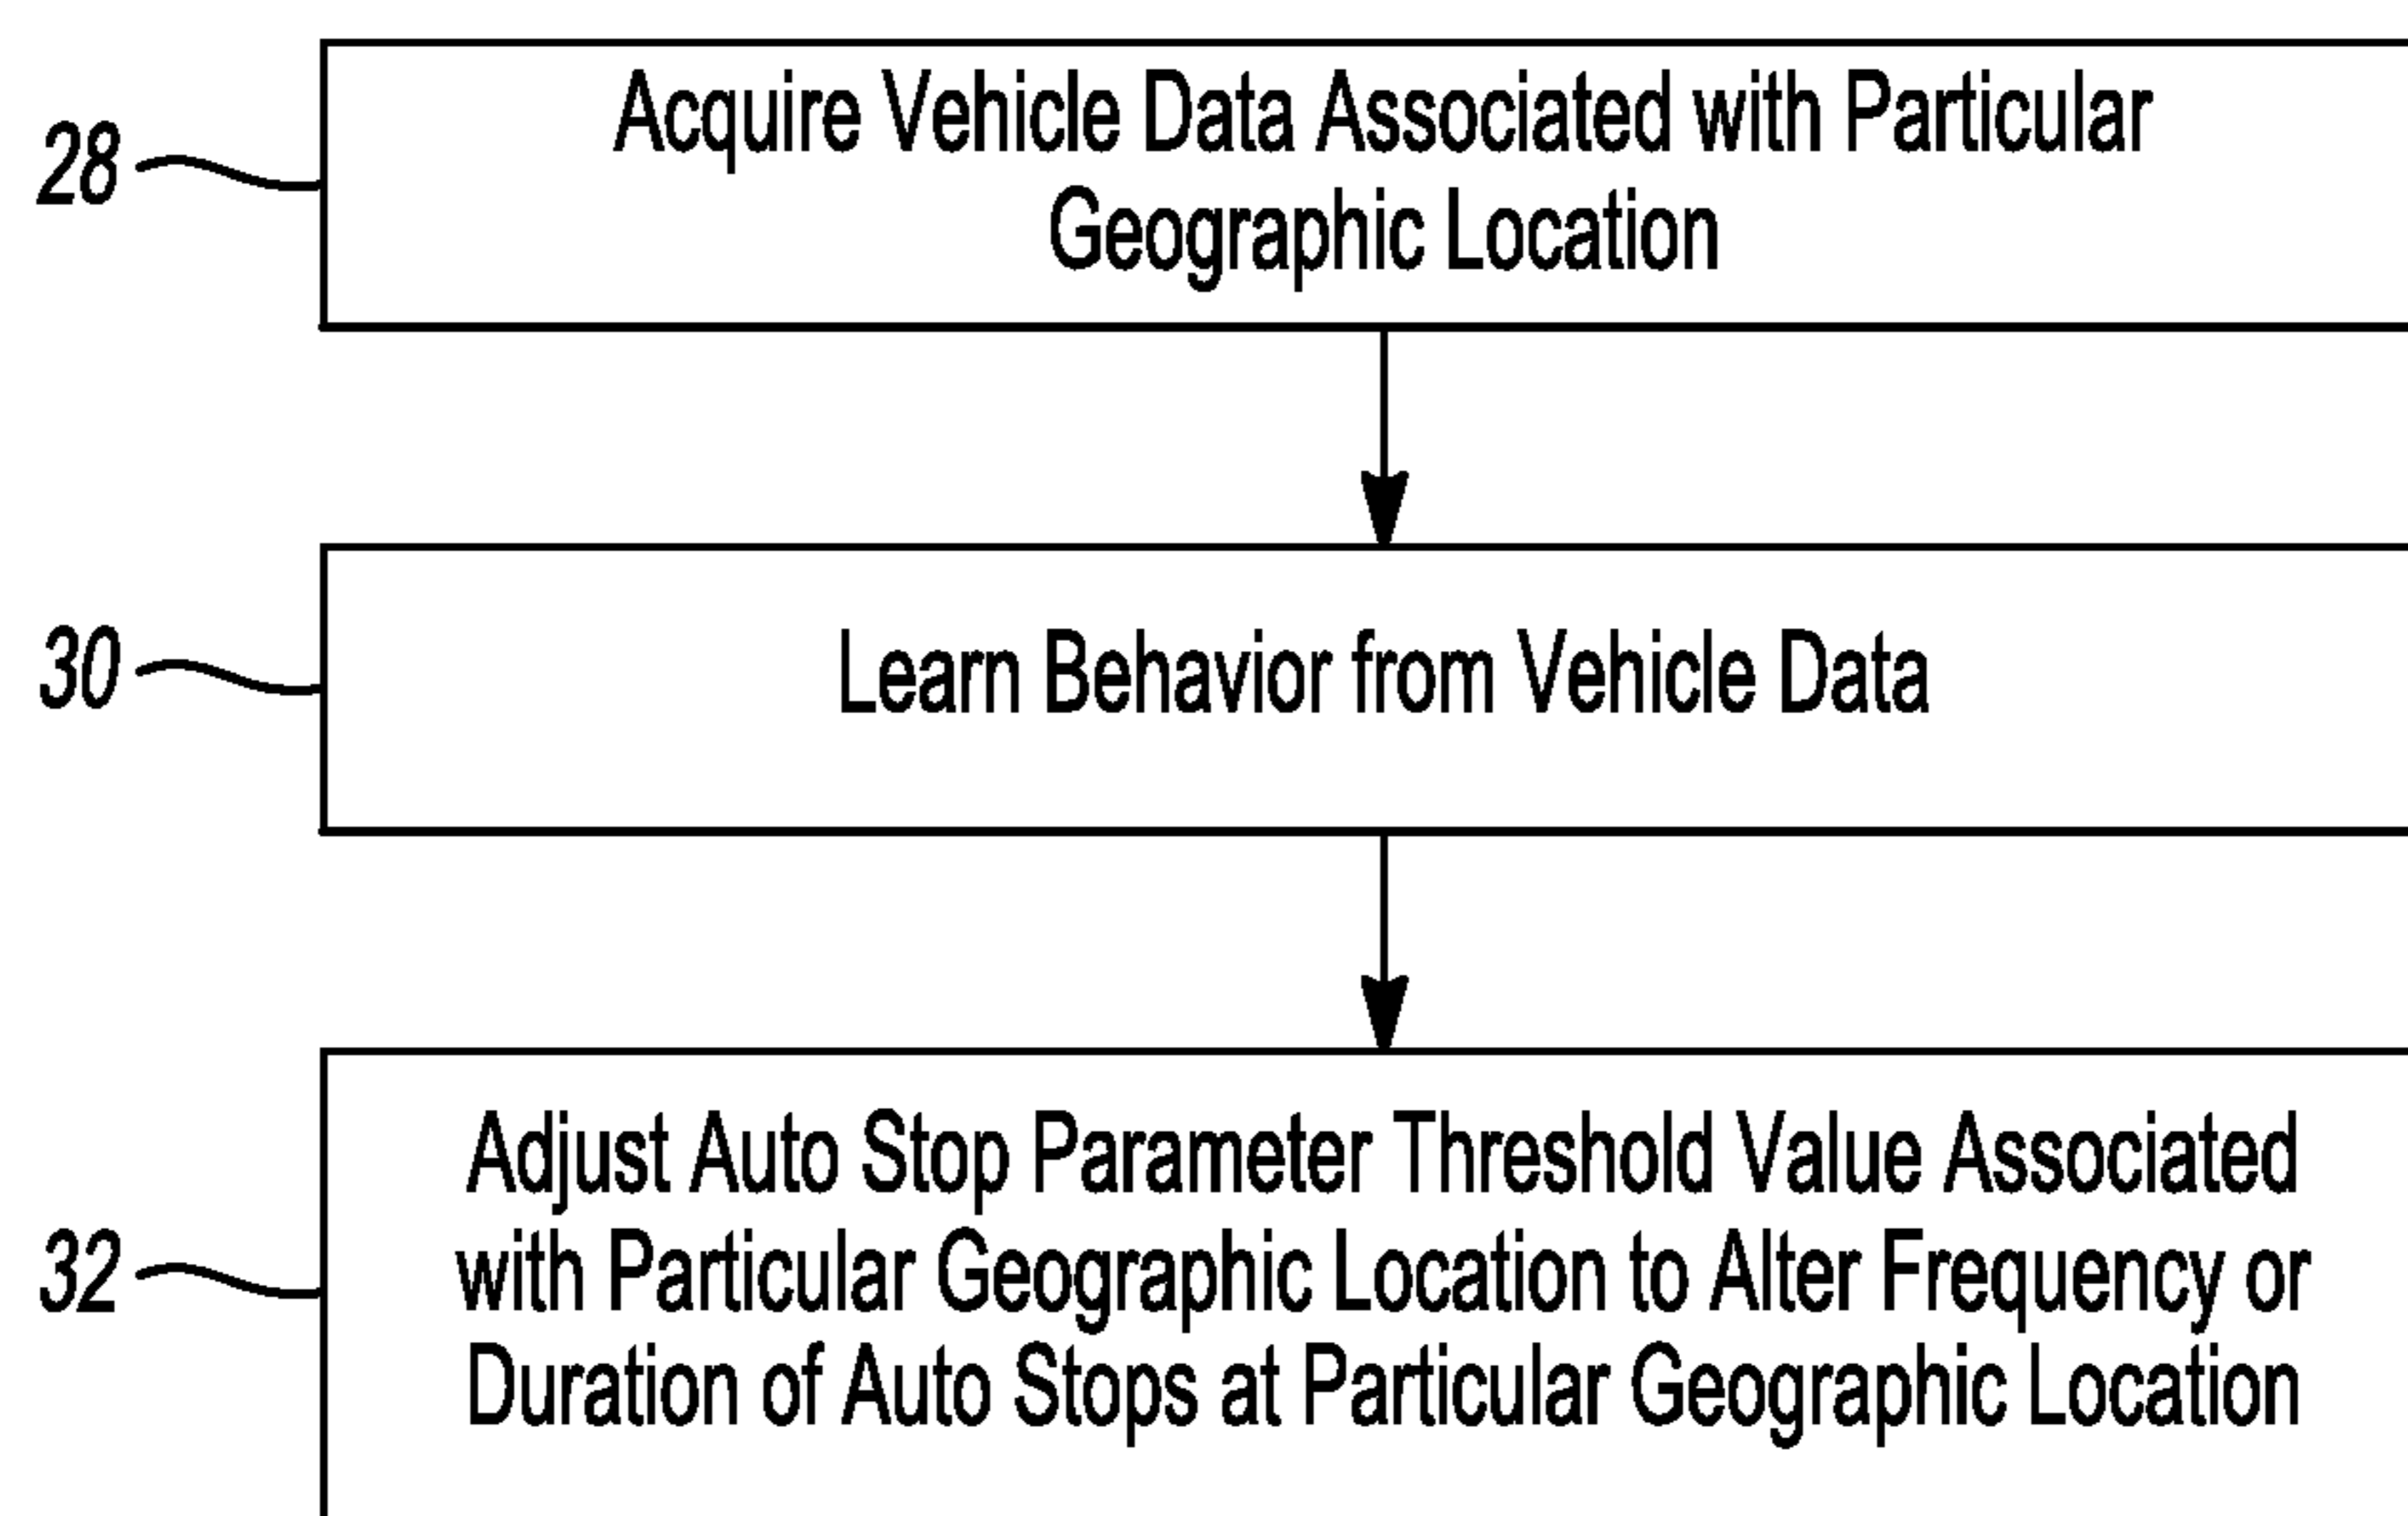 28
Acquire Vehicle Data Associated with Particular
Geographic Location
30
Learn Behavior from Vehicle Data
32
Adjust Auto Stop Parameter Threshold Value Associated
with Particular Geographic Location to Alter Frequency or
Duration of Auto Stops at Particular Geographic Location